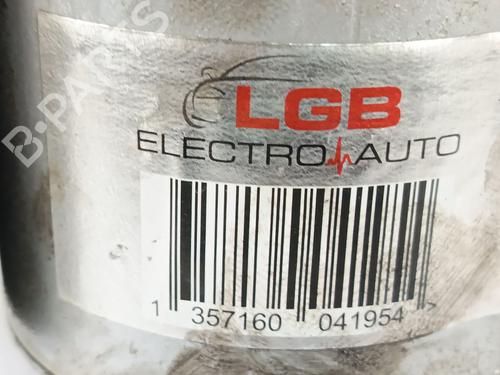 B-PARTS
LGB
ELECTRO AUTO
1 357160 041954 >